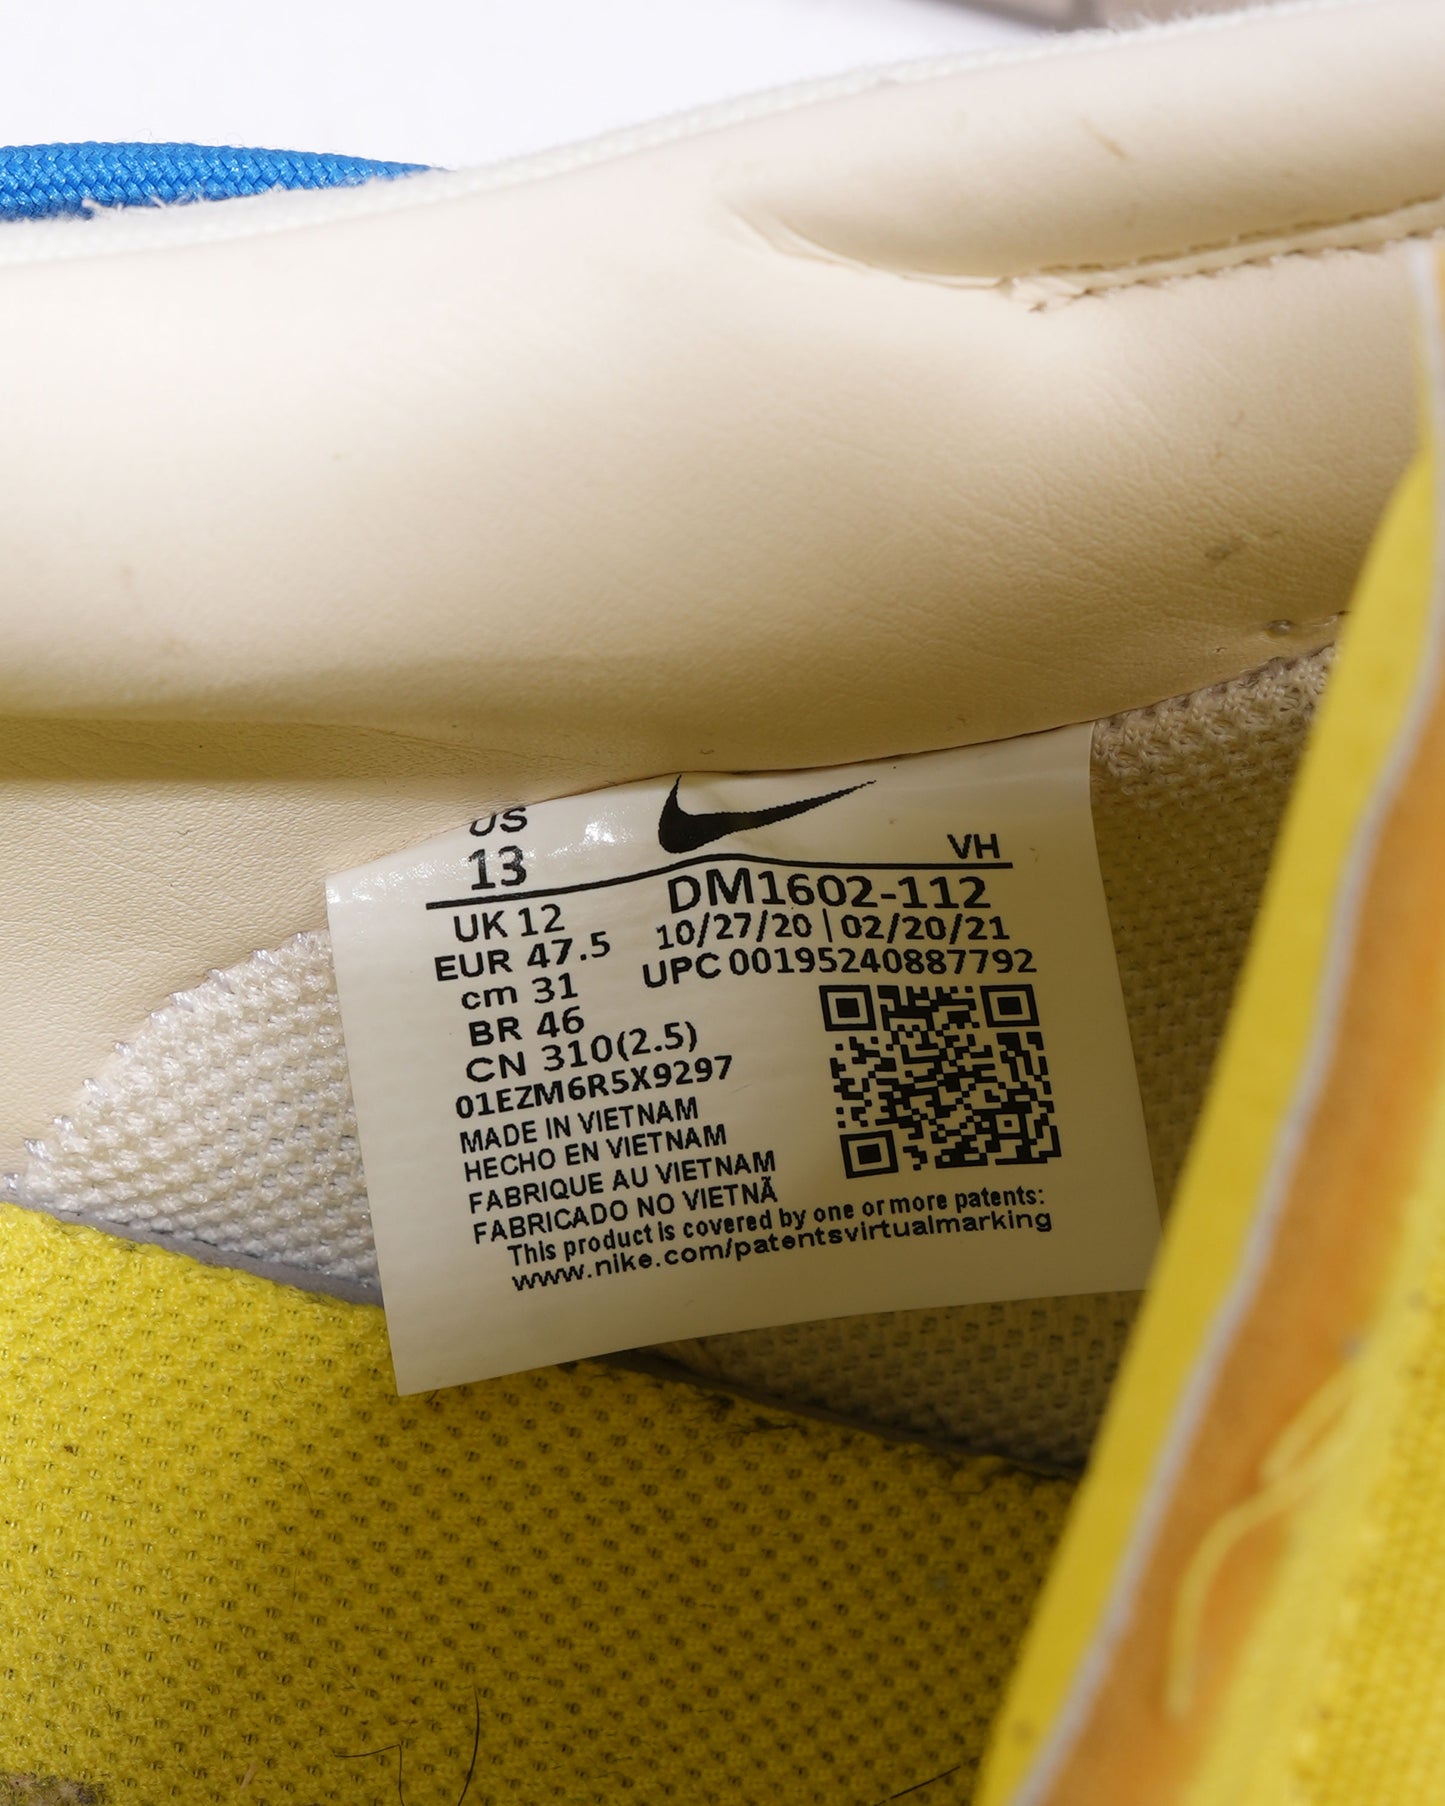 US
13
VH
UK 12
DM1602-112
EUR 47.5
10/27/20 | 02/20/21
cm 31
UPC 00195240887792
BR 46
CN 310(2.5)
01EZM6R5X9297
MADE IN VIETNAM
HECHO EN VIETNAM
FABRIQUE AU VIETNAM
FABRICADO NO VIETNÃ
This product is covered by one or more patents:
www.nike.com/patentsvirtualmarking